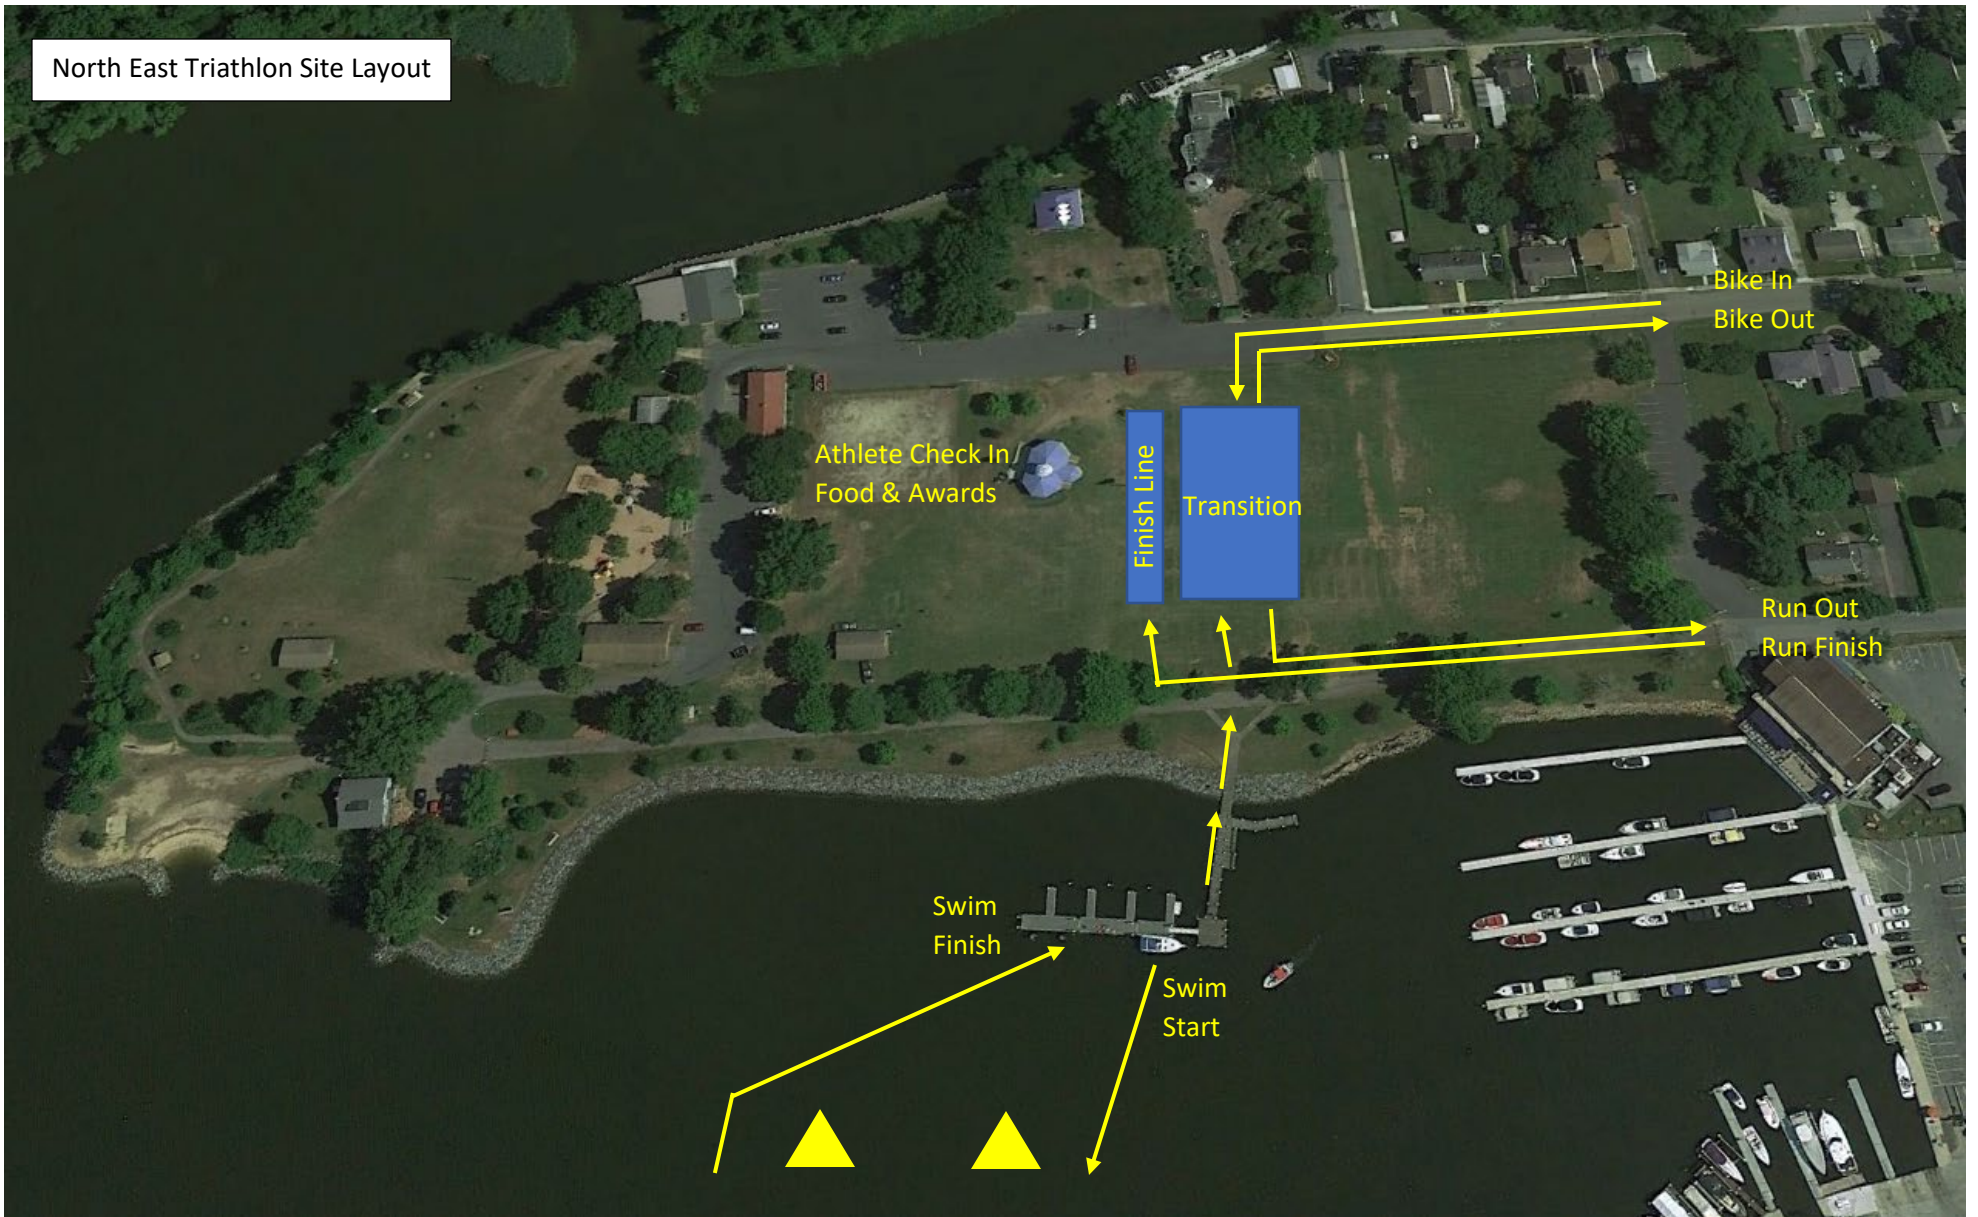 North East Triathlon Site Layout
Bike In
Bike Out
Athlete Check In
Food & Awards
Finish Line
Transition
Run Out
Run Finish
Swim
Finish
Swim
Start